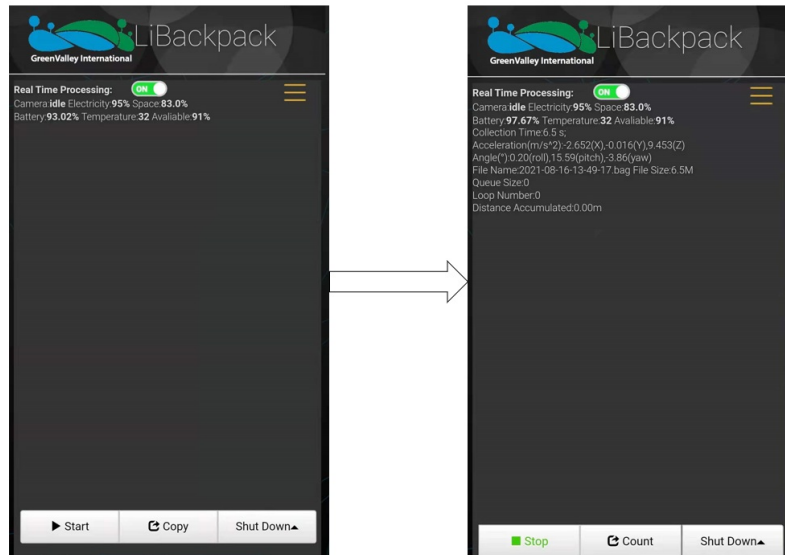 LiBackpack
GreenValley International
Real Time Processing: ON
Camera:idle Electricity:95% Space:83.0%
Battery:93.02% Temperature:32 Avaliable:91%
Start
Copy
Shut Down
LiBackpack
GreenValley International
Real Time Processing: ON
Camera:idle Electricity:95% Space:83.0%
Battery:97.67% Temperature:32 Avaliable:91%
Collection Time:6.5 s;
Acceleration(m/s^2):-2.652(X),-0.016(Y),9.453(Z)
Angle(°):0.20(roll),15.59(pitch),-3.86(yaw)
File Name:2021-08-16-13-49-17.bag File Size:6.5M
Queue Size:0
Loop Number:0
Distance Accumulated:0.00m
Stop
Count
Shut Down